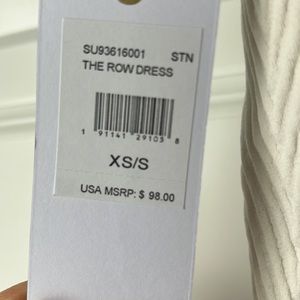 SU93616001 STN
THE ROW DRESS
1 91141 29103 8
XS/S
USA MSRP: $ 98.00